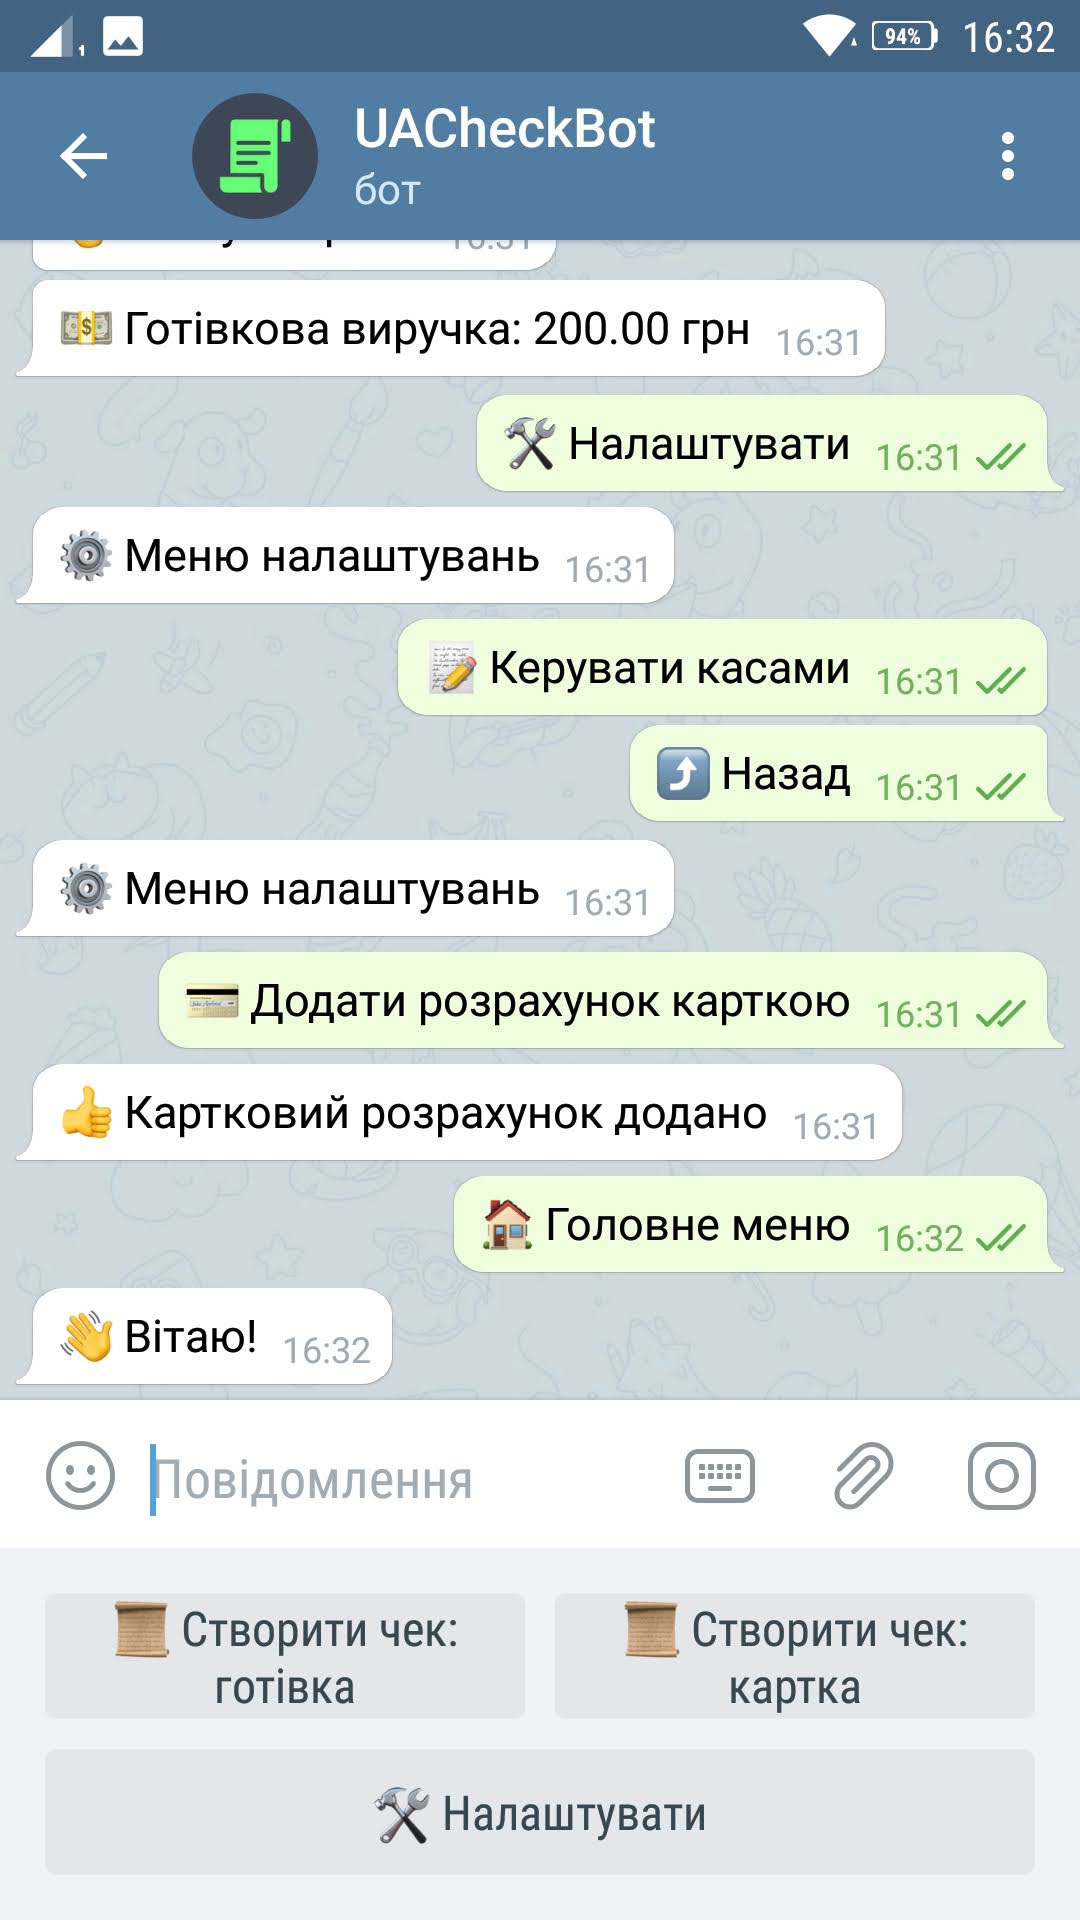 1
94%
16:32
UACheckBot
бот
16:31
Готівкова виручка: 200.00 грн 16:31
Налаштувати 16:31
Меню налаштувань 16:31
Керувати касами 16:31
Назад 16:31
Меню налаштувань 16:31
Додати розрахунок карткою 16:31
Картковий розрахунок додано 16:31
Головне меню 16:32
Вітаю! 16:32
Повідомлення
Створити чек:
готівка
Створити чек:
картка
Налаштувати